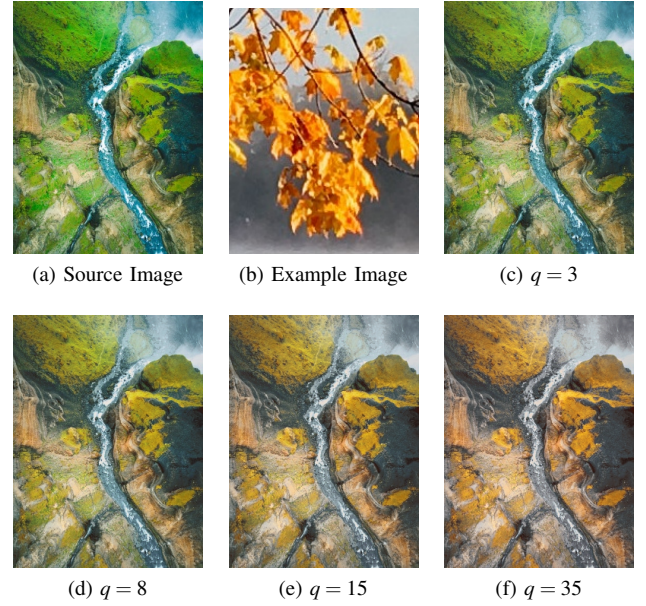 (a) Source Image
(b) Example Image
(c) q = 3
(d) q = 8
(e) q = 15
(f) q = 35